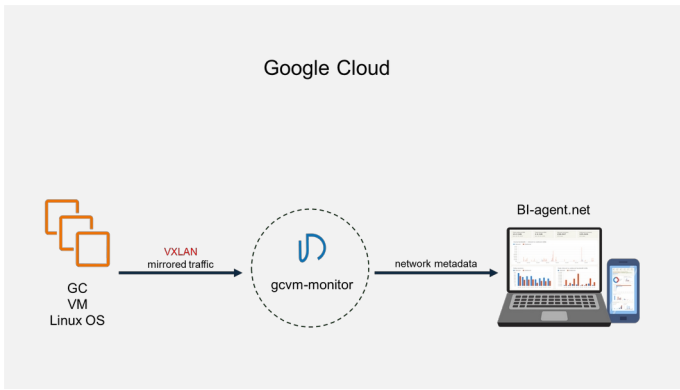 Google Cloud
BI-agent.net
VXLAN
mirrored traffic
network metadata
gcvm-monitor
GC
VM
Linux OS